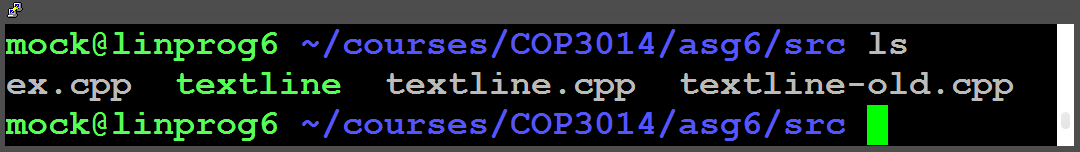 mock@linprog6 ~/courses/COP3014/asg6/src ls
ex.cpp  textline  textline.cpp  textline-old.cpp
mock@linprog6 ~/courses/COP3014/asg6/src